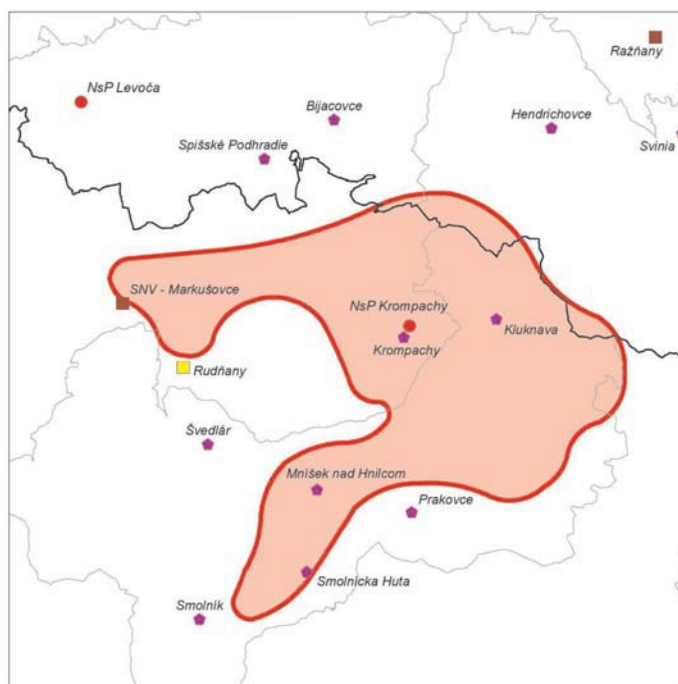 Ražňany
NsP Levoča
Bijacovce
Hendrichovce
Svinia
Spišské Podhradie
SNV - Markušovce
NsP Krompachy
Kluknava
Krompachy
Rudňany
Švedlár
Mníšek nad Hnilcom
Prakovce
Smolnícka Huta
Smolník